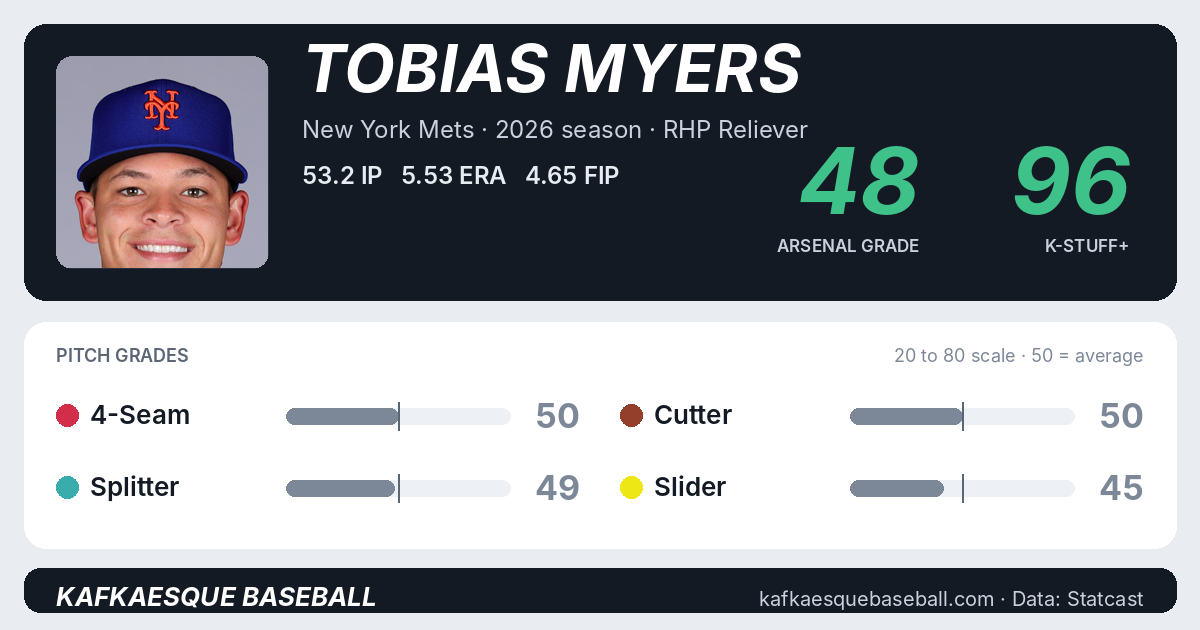 TOBIAS MYERS
New York Mets · 2026 season · RHP Reliever
53.2 IP 5.53 ERA 4.65 FIP
48 96
ARSENAL GRADE K-STUFF+
NY
PITCH GRADES 20 to 80 scale · 50 = average
4-Seam 50 Cutter 50
Splitter 49 Slider 45
KAFKAESQUE BASEBALL kafkaesquebaseball.com · Data: Statcast